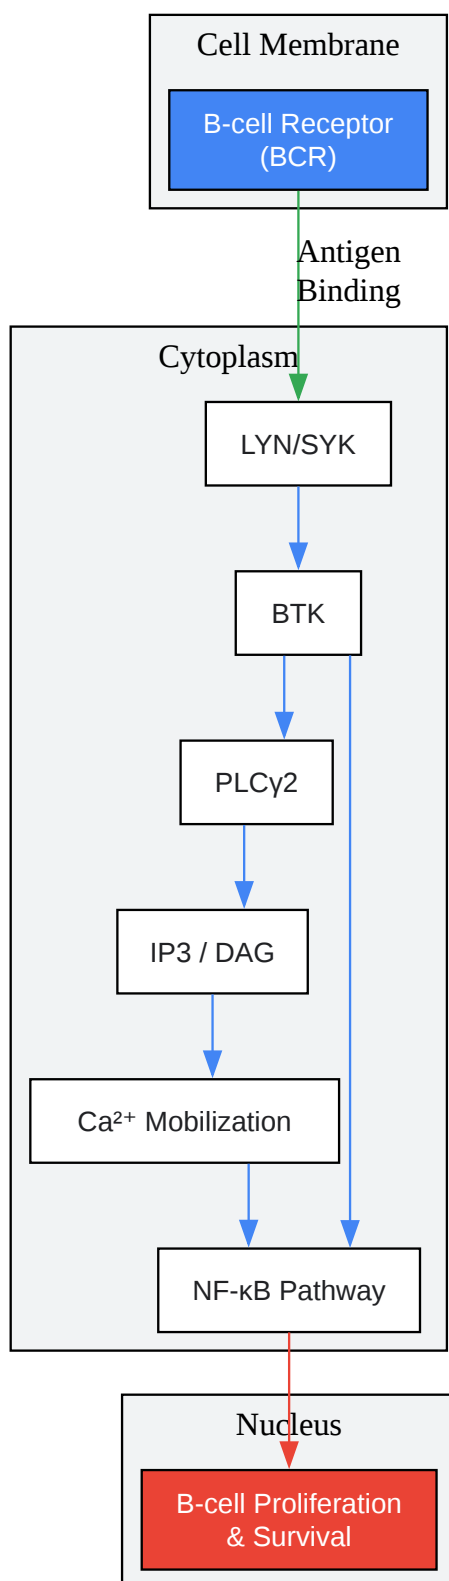 Cell Membrane
B-cell Receptor
(BCR)
Antigen
Binding
Cytoplasm
LYN/SYK
BTK
PLCγ2
IP3 / DAG
Ca²⁺ Mobilization
NF-κB Pathway
Nucleus
B-cell Proliferation
& Survival